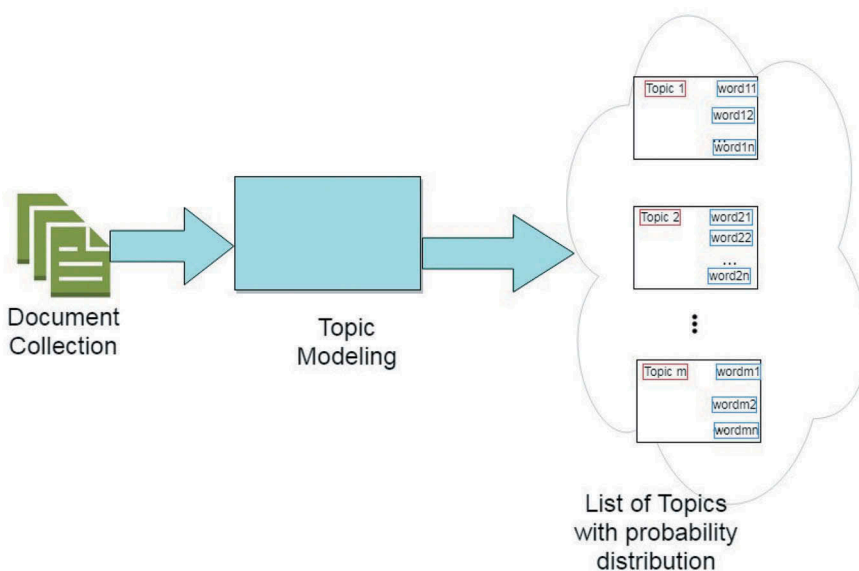 Document
Collection
Topic
Modeling
Topic 1
word11
word12
...
word1n
Topic 2
word21
word22
...
word2n
Topic m
wordm1
wordm2
wordmn
List of Topics
with probability
distribution